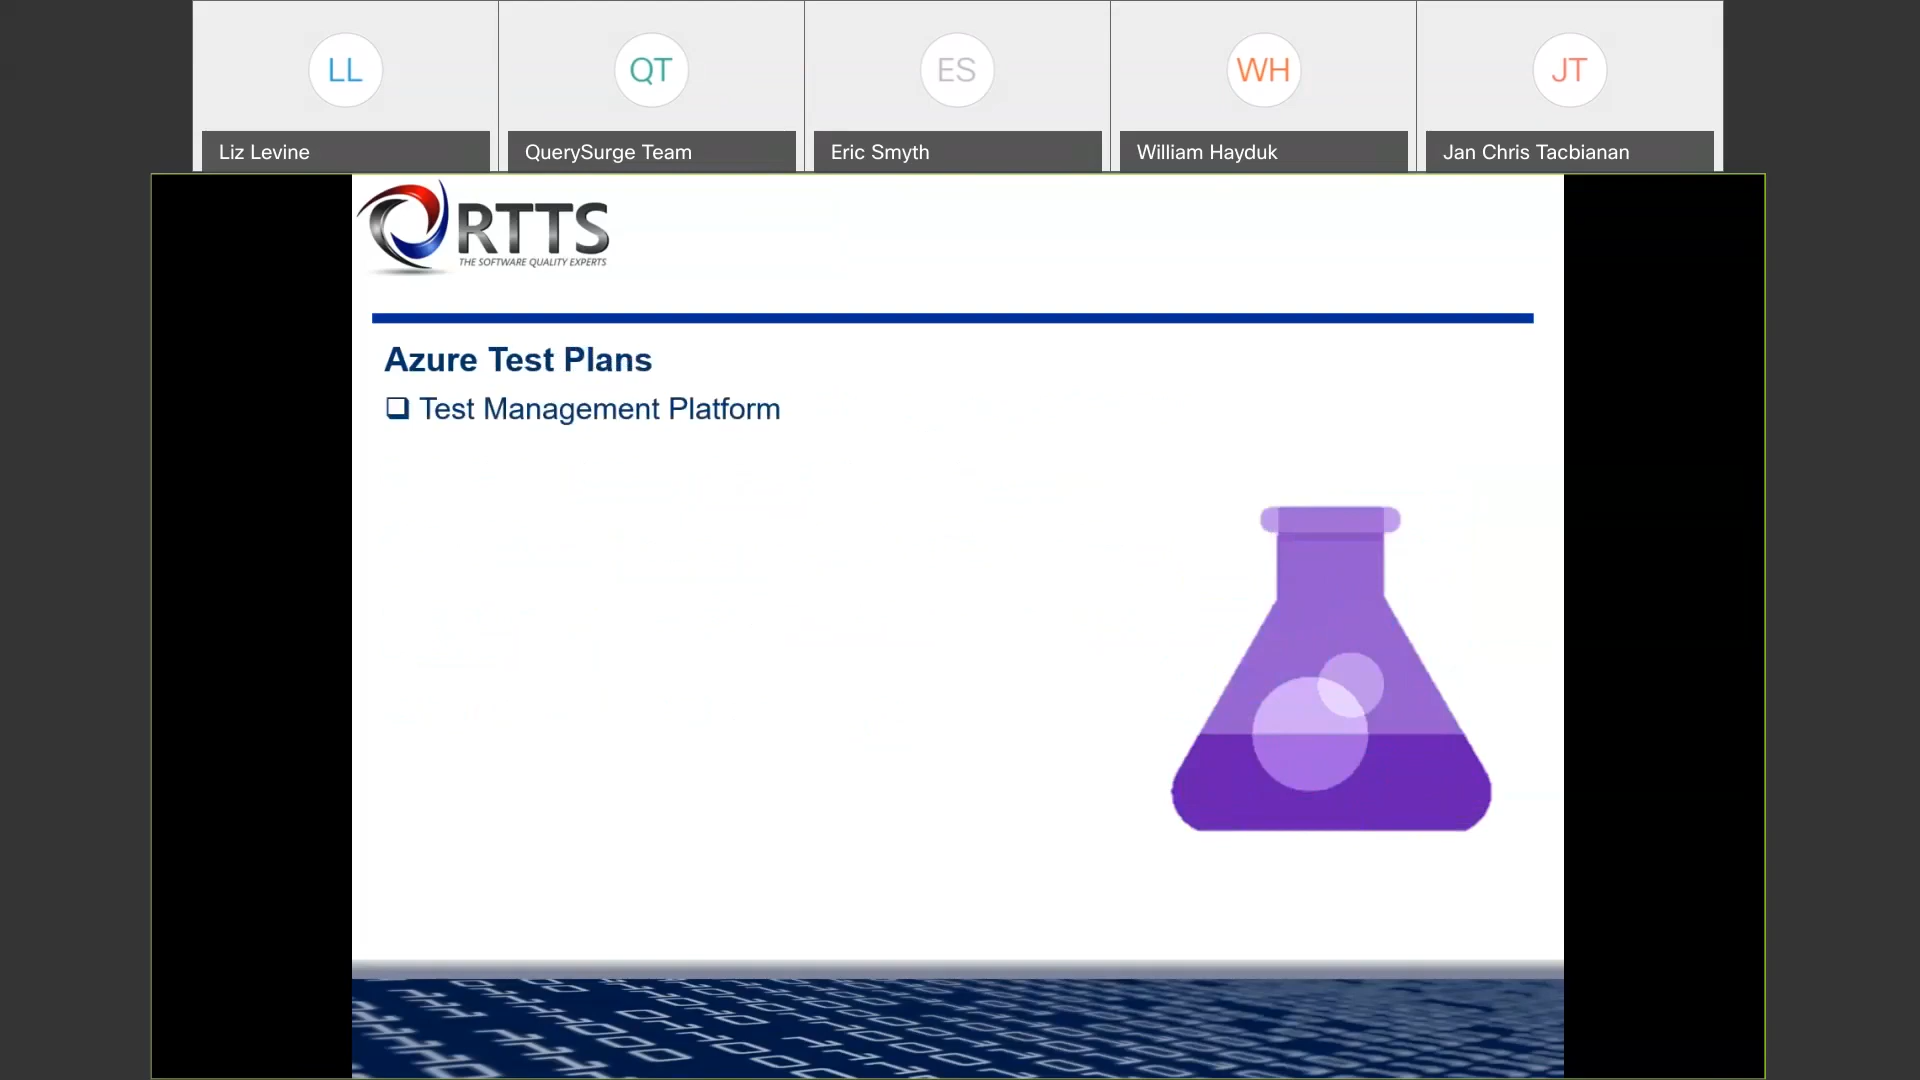 LL
QT
ES
WH
JT
Liz Levine
QuerySurge Team
Eric Smyth
William Hayduk
Jan Chris Tacbianan
RTTS
THE SOFTWARE QUALITY EXPERTS
Azure Test Plans
Test Management Platform